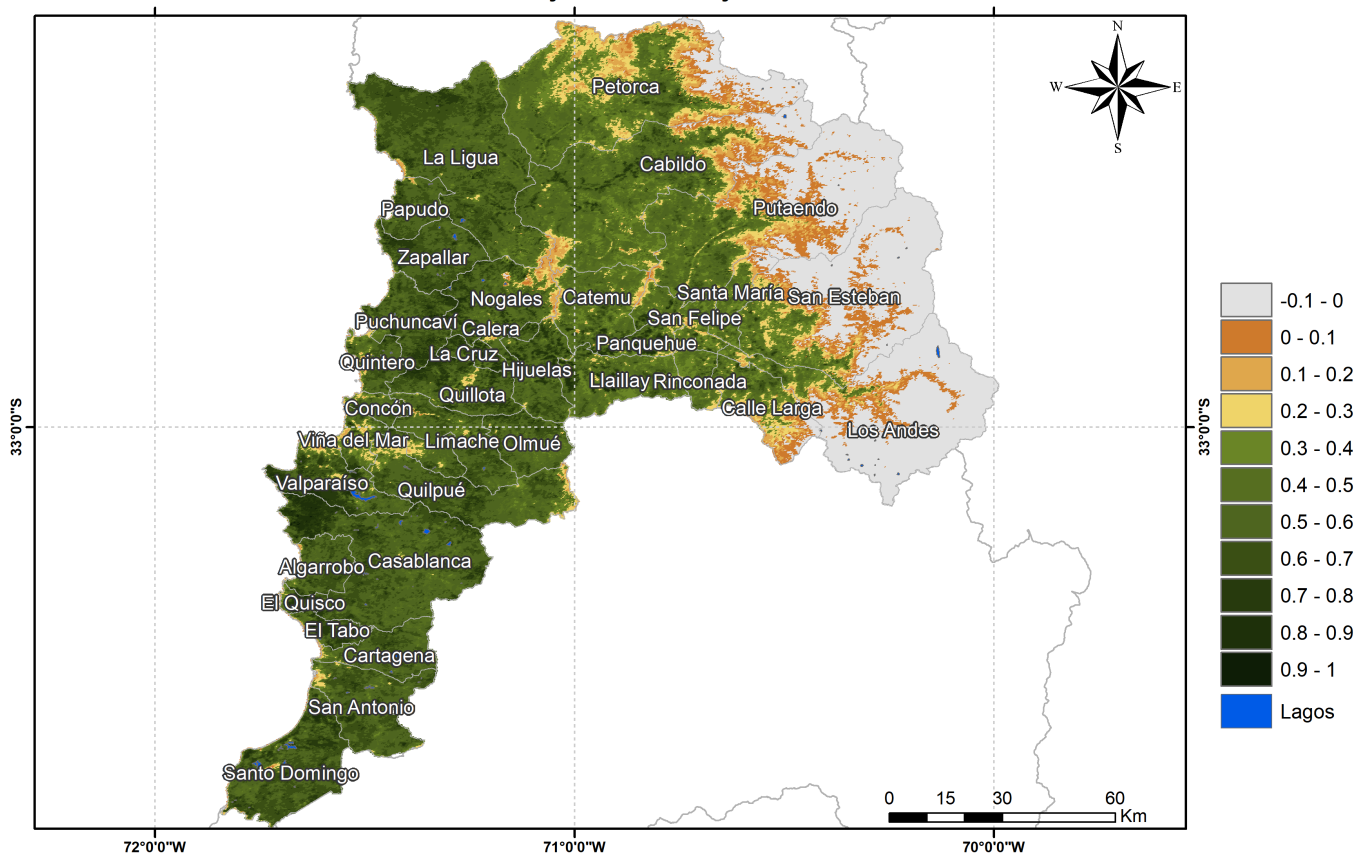 N
W E
S
Petorca
La Ligua
Cabildo
Papudo
Putaendo
Zapallar
Nogales
Catemu
Santa María
San Esteban
Puchuncaví
Calera
San Felipe
Quintero
La Cruz
Panquehue
Hijuelas
Llaillay
Rinconada
Quillota
Concón
Calle Larga
Viña del Mar
Limache
Olmué
Los Andes
Valparaíso
Quilpué
Algarrobo
Casablanca
El Quisco
El Tabo
Cartagena
San Antonio
Santo Domingo
33°0'0"S
33°0'0"S
72°0'0"W
71°0'0"W
70°0'0"W
0 15 30 60
Km
-0.1 - 0
0 - 0.1
0.1 - 0.2
0.2 - 0.3
0.3 - 0.4
0.4 - 0.5
0.5 - 0.6
0.6 - 0.7
0.7 - 0.8
0.8 - 0.9
0.9 - 1
Lagos